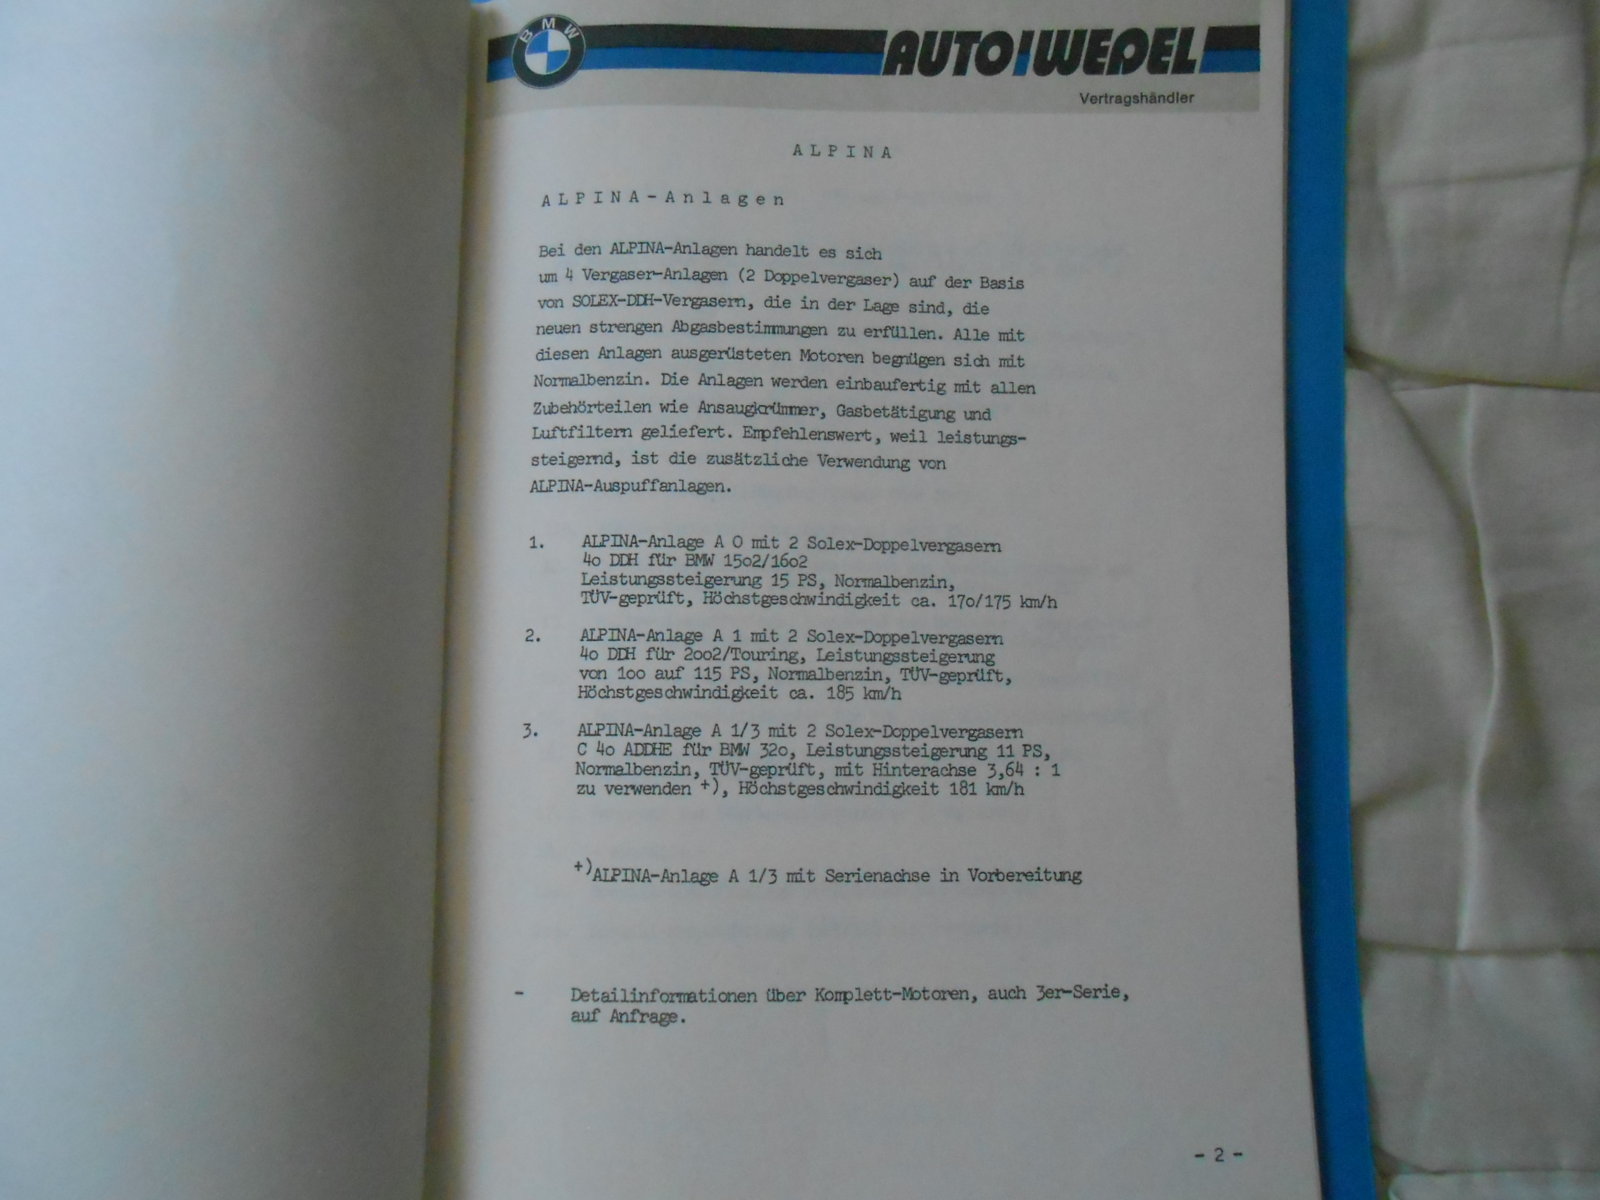 BMW
AUTO!WEDEL
Vertragshändler
ALPINA
ALPINA-Anlagen
Bei den ALPINA-Anlagen handelt es sich
um 4 Vergaser-Anlagen (2 Doppelvergaser) auf der Basis
von SOLEX-DDH-Vergasern, die in der Lage sind, die
neuen strengen Abgasbestimmungen zu erfüllen. Alle mit
diesen Anlagen ausgerüsteten Motoren begnügen sich mit
Normalbenzin. Die Anlagen werden einbaufertig mit allen
Zubehörteilen wie Ansaugkrümmer, Gasbetätigung und
Luftfiltern geliefert. Empfehlenswert, weil leistungs-
steigernd, ist die zusätzliche Verwendung von
ALPINA-Auspuffanlagen.
1. ALPINA-Anlage A O mit 2 Solex-Doppelvergasern
4o DDH für BMW 15o2/16o2
Leistungssteigerung 15 PS, Normalbenzin,
TÜV-geprüft, Höchstgeschwindigkeit ca. 17o/175 km/h
2. ALPINA-Anlage A 1 mit 2 Solex-Doppelvergasern
4o DDH für 2oo2/Touring, Leistungssteigerung
von 1oo auf 115 PS, Normalbenzin, TÜV-geprüft,
Höchstgeschwindigkeit ca. 185 km/h
3. ALPINA-Anlage A 1/3 mit 2 Solex-Doppelvergasern
C 4o ADDHE für BMW 32o, Leistungssteigerung 11 PS,
Normalbenzin, TÜV-geprüft, mit Hinterachse 3,64 : 1
zu verwenden +), Höchstgeschwindigkeit 181 km/h
+)ALPINA-Anlage A 1/3 mit Serienachse in Vorbereitung
- Detailinformationen über Komplett-Motoren, auch 3er-Serie,
auf Anfrage.
- 2 -